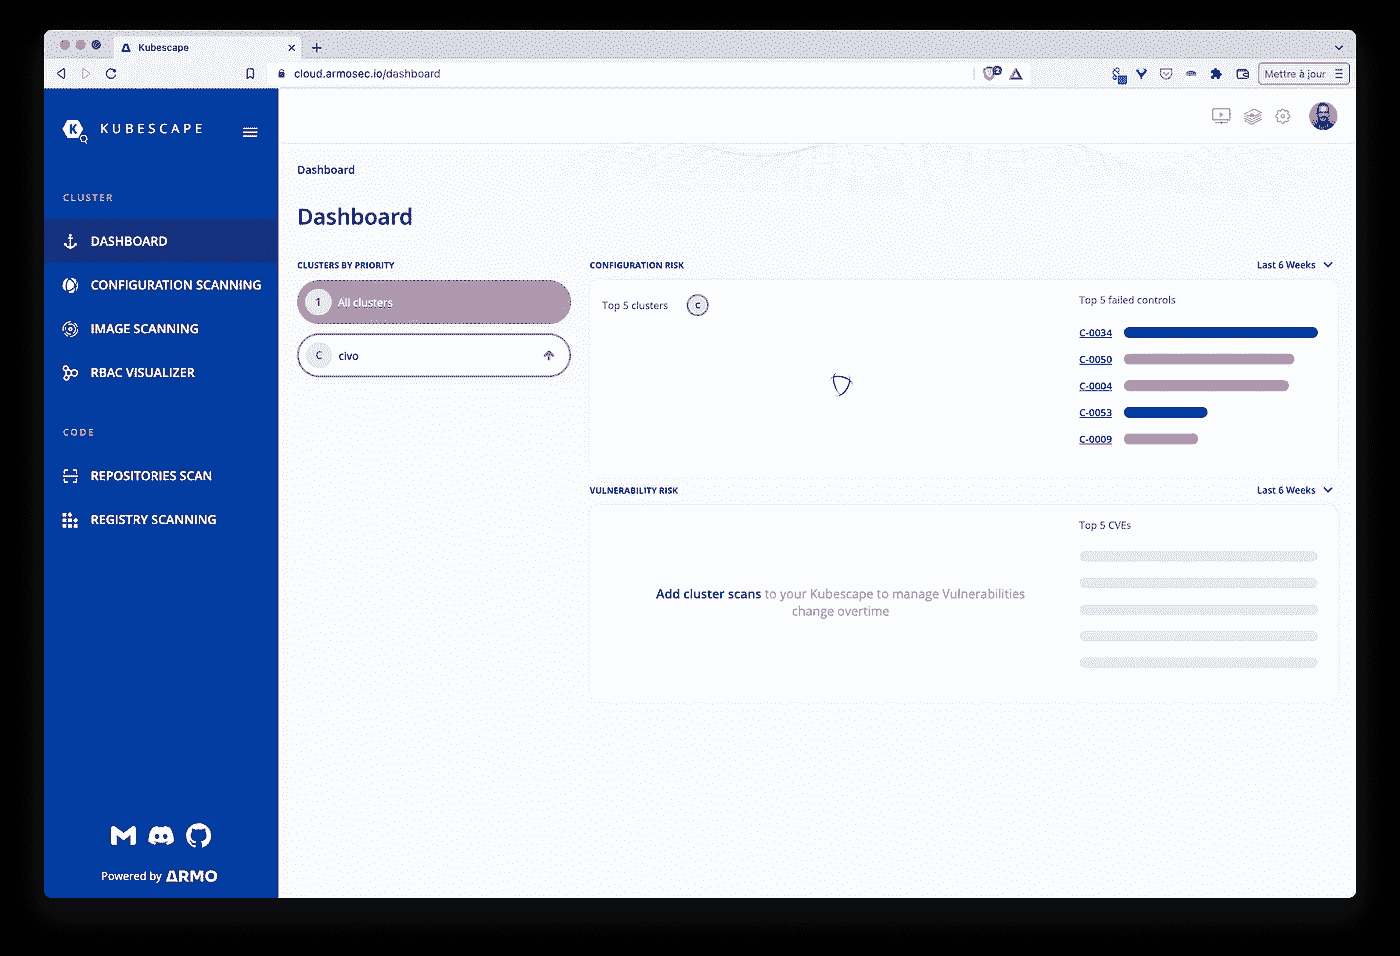 Kubescape
cloud.armosec.io/dashboard
2
Mettre à jour
K
KUBESCAPE
CLUSTER
DASHBOARD
CONFIGURATION SCANNING
IMAGE SCANNING
RBAC VISUALIZER
CODE
REPOSITORIES SCAN
REGISTRY SCANNING
Powered by ARMO
Dashboard
Dashboard
CLUSTERS BY PRIORITY
1 All clusters
C civo
CONFIGURATION RISK
Last 6 Weeks
Top 5 clusters C
Top 5 failed controls
C-0034
C-0050
C-0004
C-0053
C-0009
VULNERABILITY RISK
Last 6 Weeks
Add cluster scans to your Kubescape to manage Vulnerabilities
change overtime
Top 5 CVEs